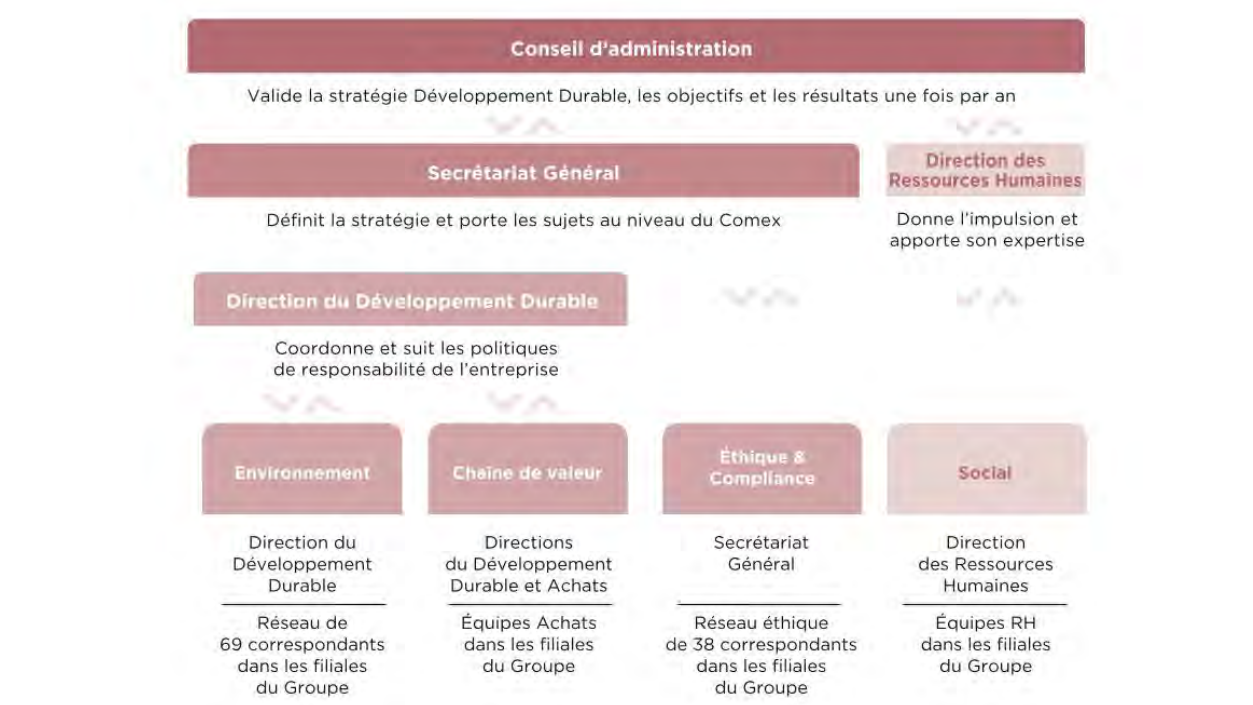 Conseil d'administration
Valide la stratégie Développement Durable, les objectifs et les résultats une fois par an
Secrétariat Général
Définit la stratégie et porte les sujets au niveau du Comex
Direction des
Ressources Humaines
Donne l'impulsion et
apporte son expertise
Direction du Développement Durable
Coordonne et suit les politiques
de responsabilité de l'entreprise
Environnement
Direction du
Développement
Durable
Réseau de
69 correspondants
dans les filiales
du Groupe
Chaîne de valeur
Directions
du Développement
Durable et Achats
Équipes Achats
dans les filiales
du Groupe
Éthique &
Compliance
Secrétariat
Général
Réseau éthique
de 38 correspondants
dans les filiales
du Groupe
Social
Direction
des Ressources
Humaines
Équipes RH
dans les filiales
du Groupe